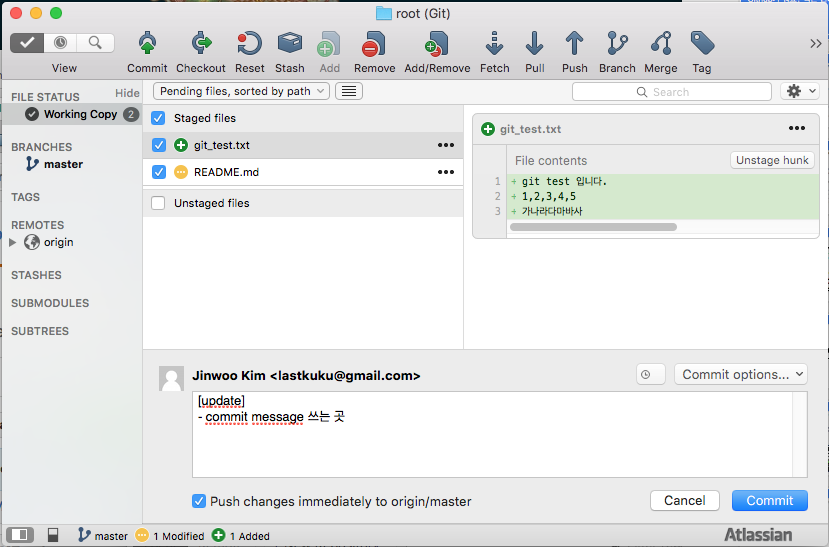 root (Git)
View
Commit Checkout Reset Stash Add Remove Add/Remove Fetch Pull Push Branch Merge Tag
FILE STATUS Hide
Working Copy 2
BRANCHES
master
TAGS
REMOTES
origin
STASHES
SUBMODULES
SUBTREES
Pending files, sorted by path
Search
Staged files
git_test.txt
README.md
Unstaged files
git_test.txt
File contents Unstage hunk
1 + git test 입니다.
2 + 1,2,3,4,5
3 + 가나라다마바사
Jinwoo Kim <lastkuku@gmail.com>
Commit options...
[update]
- commit message 쓰는 곳
Push changes immediately to origin/master
Cancel Commit
master 1 Modified 1 Added
Atlassian